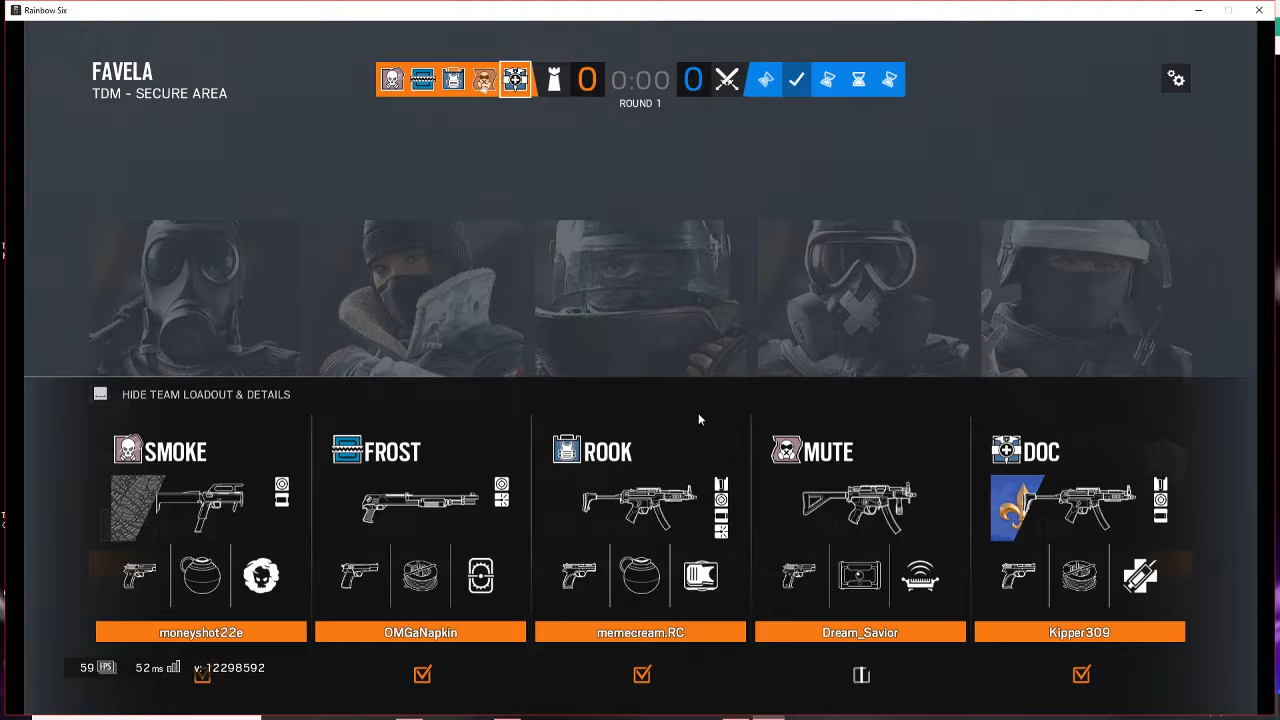 Rainbow Six
FAVELA
TDM - SECURE AREA
0 0:00 0
ROUND 1
HIDE TEAM LOADOUT & DETAILS
SMOKE FROST ROOK MUTE DOC
moneyshot22e OMGaNapkin memecream.RC Dream_Savior Kipper309
59 FPS 52 ms v: 12298592